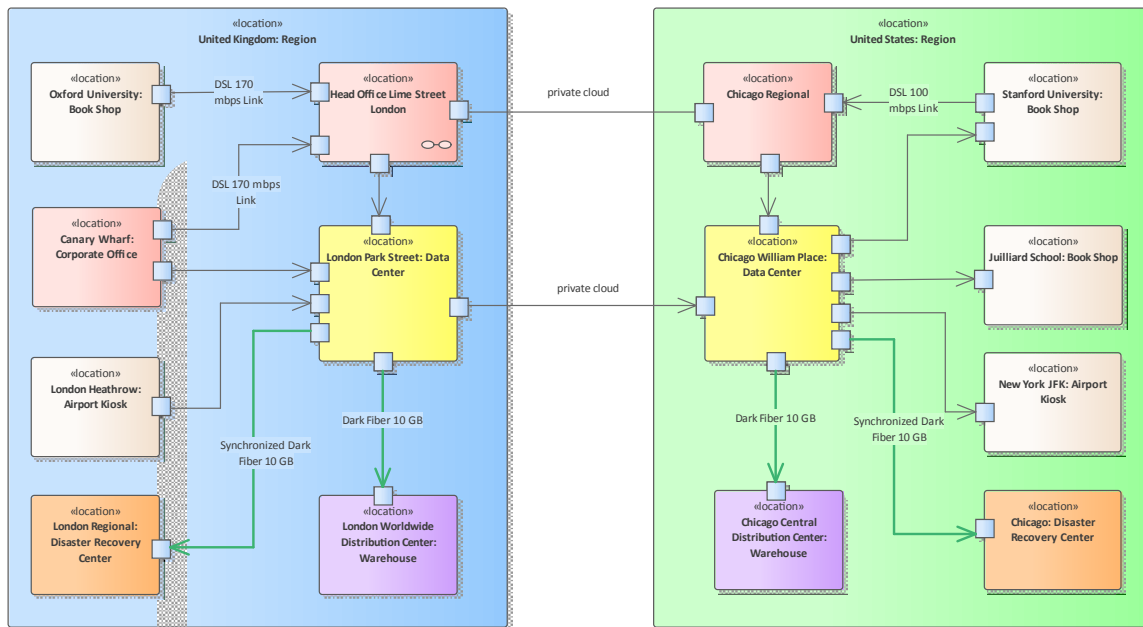 «location»
United Kingdom: Region
«location»
Oxford University:
Book Shop
DSL 170
mbps Link
«location»
Head Office Lime Street
London
DSL 170 mbps
Link
«location»
Canary Wharf:
Corporate Office
«location»
London Park Street: Data
Center
«location»
London Heathrow:
Airport Kiosk
Dark Fiber 10 GB
Synchronized Dark
Fiber 10 GB
«location»
London Regional:
Disaster Recovery
Center
«location»
London Worldwide
Distribution Center:
Warehouse
private cloud
private cloud
«location»
United States: Region
«location»
Chicago Regional
DSL 100
mbps Link
«location»
Stanford University:
Book Shop
«location»
Chicago William Place:
Data Center
«location»
Juilliard School: Book Shop
«location»
New York JFK: Airport
Kiosk
Dark Fiber 10 GB
Synchronized Dark
Fiber 10 GB
«location»
Chicago Central
Distribution Center:
Warehouse
«location»
Chicago: Disaster
Recovery Center